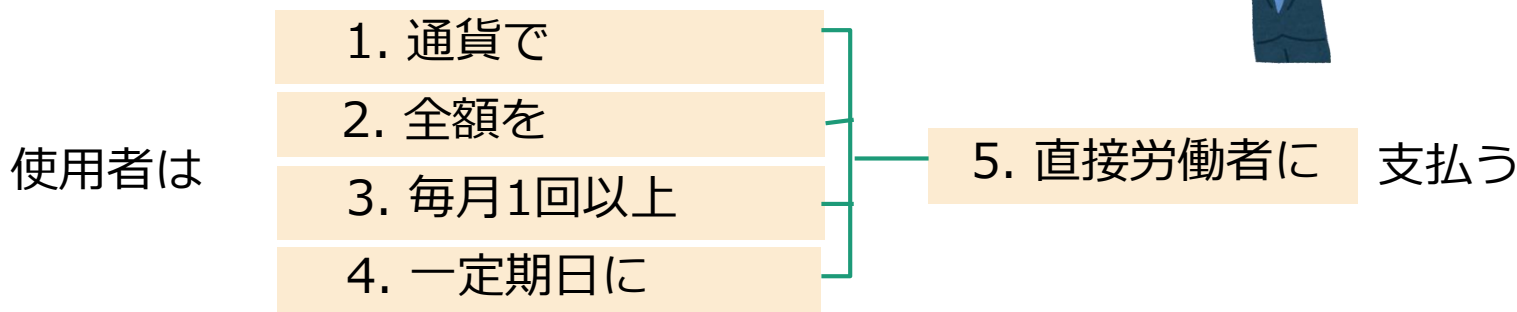 使用者は
1. 通貨で
2. 全額を
3. 毎月1回以上
4. 一定期日に
5. 直接労働者に
支払う